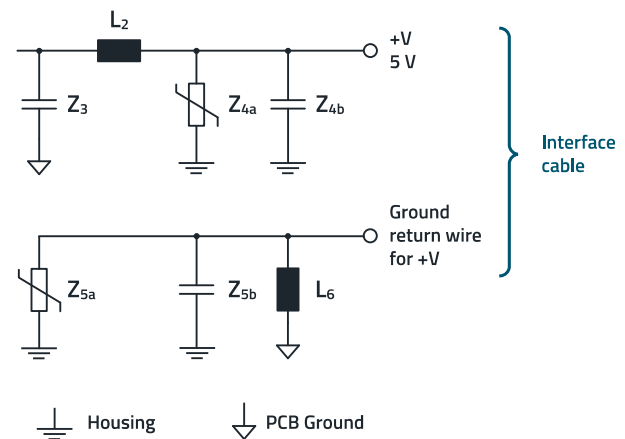 L₂
+V
5 V
Z₃
Z₄ₐ
Z₄b
Interface
cable
Ground
return wire
for +V
Z₅ₐ
Z₅b
L₆
Housing
PCB Ground